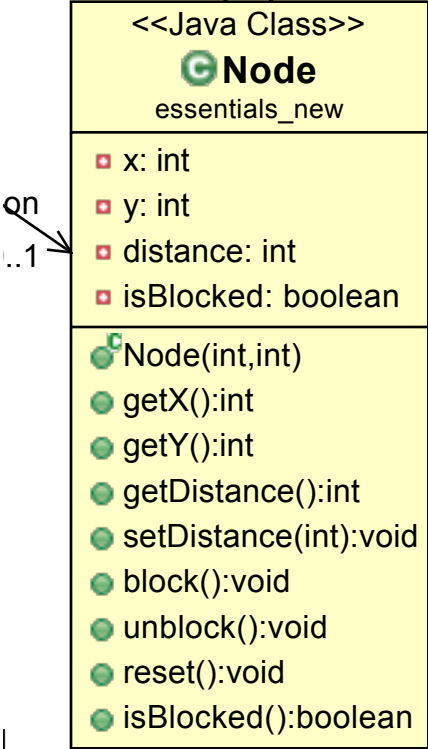 <<Java Class>>
Node
essentials_new
x: int
on
y: int
distance: int
..1
isBlocked: boolean
Node(int,int)
getX():int
getY():int
getDistance():int
setDistance(int):void
block():void
unblock():void
reset():void
isBlocked():boolean